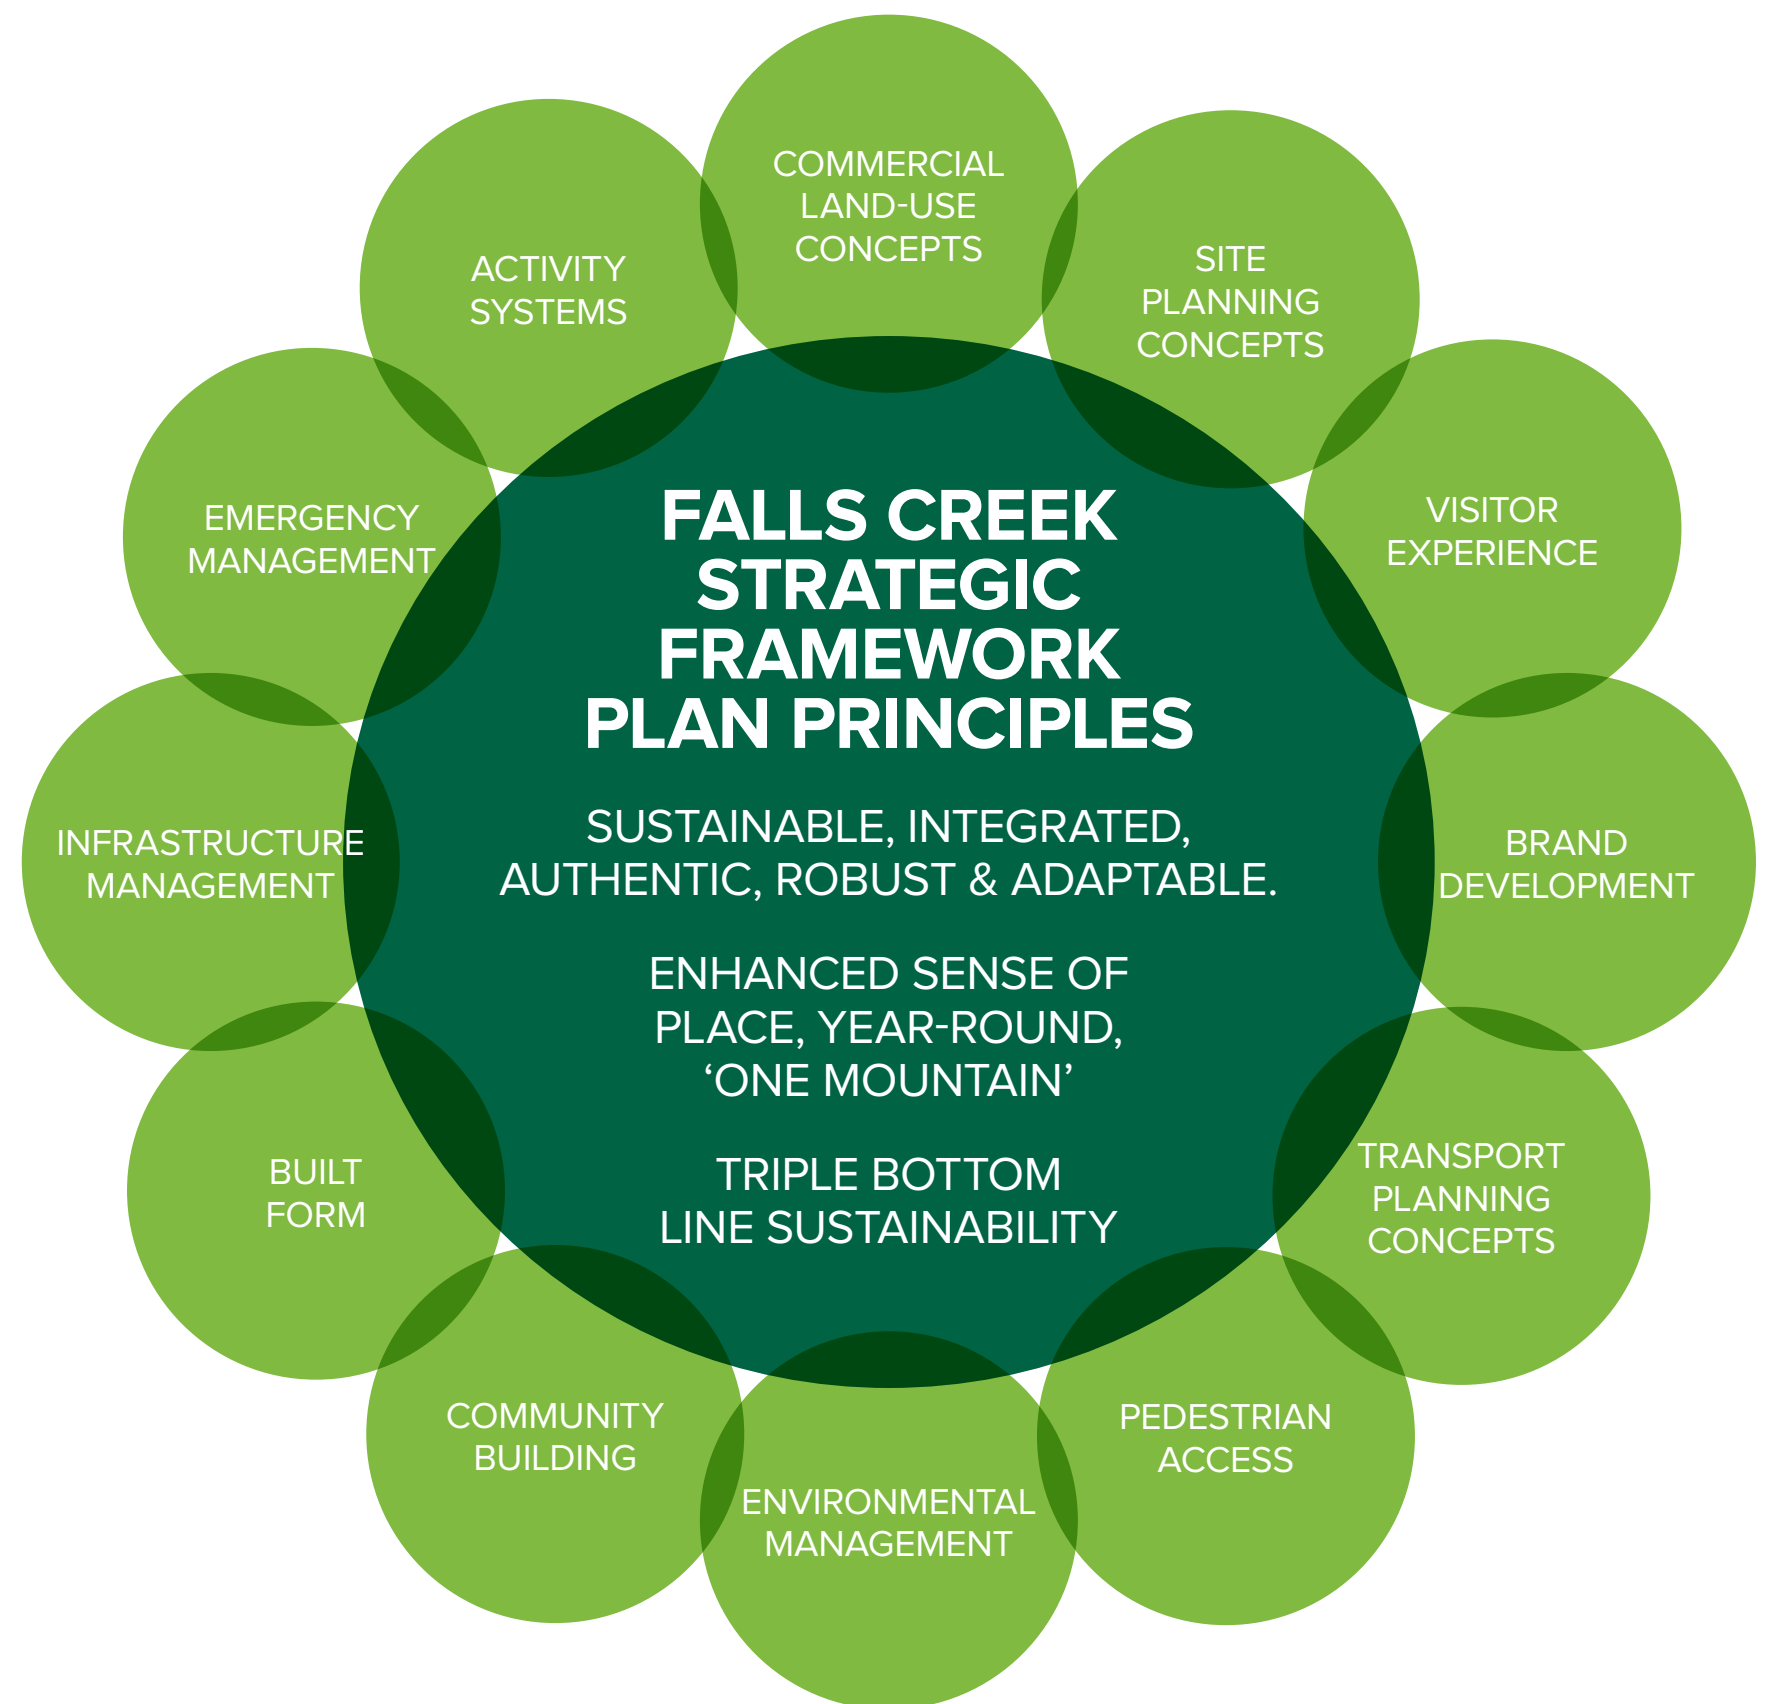 COMMERCIAL
LAND-USE
CONCEPTS
SITE
PLANNING
CONCEPTS
VISITOR
EXPERIENCE
BRAND
DEVELOPMENT
TRANSPORT
PLANNING
CONCEPTS
PEDESTRIAN
ACCESS
ENVIRONMENTAL
MANAGEMENT
COMMUNITY
BUILDING
BUILT
FORM
INFRASTRUCTURE
MANAGEMENT
EMERGENCY
MANAGEMENT
ACTIVITY
SYSTEMS
FALLS CREEK
STRATEGIC
FRAMEWORK
PLAN PRINCIPLES
SUSTAINABLE, INTEGRATED,
AUTHENTIC, ROBUST & ADAPTABLE.
ENHANCED SENSE OF
PLACE, YEAR-ROUND,
‘ONE MOUNTAIN’
TRIPLE BOTTOM
LINE SUSTAINABILITY